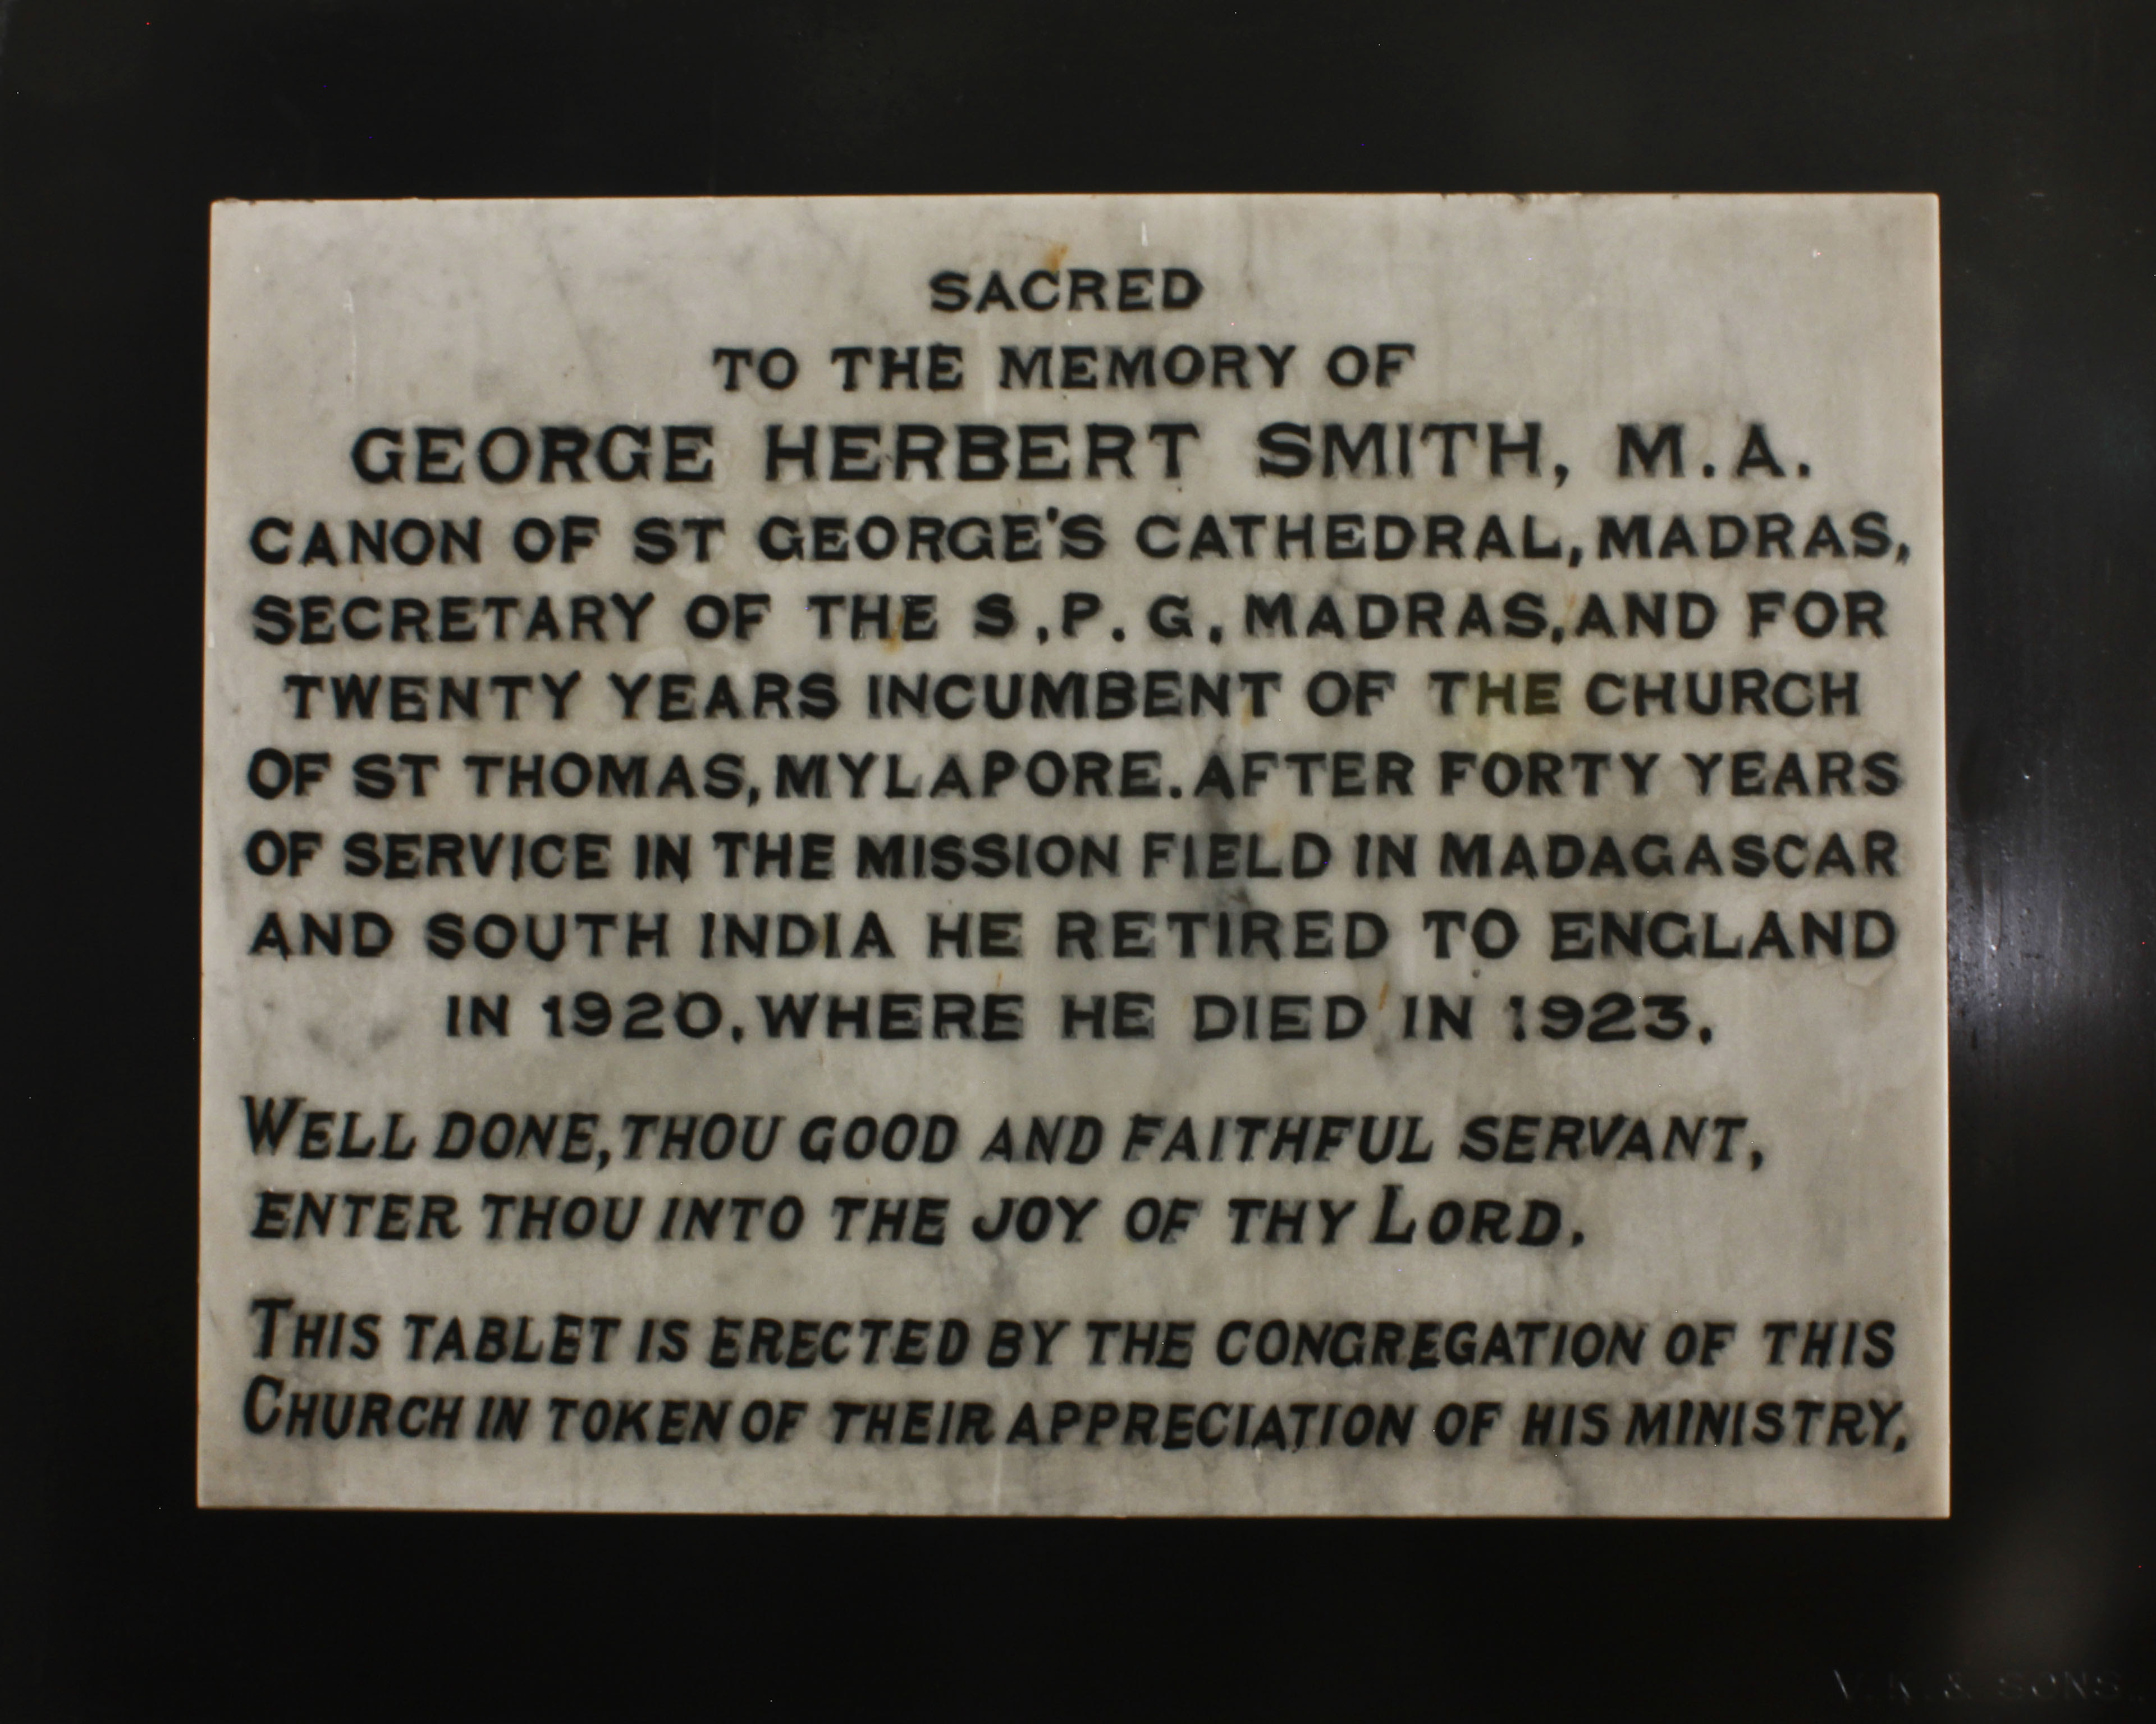 SACRED
TO THE MEMORY OF
GEORGE HERBERT SMITH, M.A.
CANON OF ST GEORGE'S CATHEDRAL, MADRAS,
SECRETARY OF THE S.P.G, MADRAS, AND FOR
TWENTY YEARS INCUMBENT OF THE CHURCH
OF ST THOMAS, MYLAPORE. AFTER FORTY YEARS
OF SERVICE IN THE MISSION FIELD IN MADAGASCAR
AND SOUTH INDIA HE RETIRED TO ENGLAND
IN 1920, WHERE HE DIED IN 1923.
WELL DONE, THOU GOOD AND FAITHFUL SERVANT,
ENTER THOU INTO THE JOY OF THY LORD.
THIS TABLET IS ERECTED BY THE CONGREGATION OF THIS
CHURCH IN TOKEN OF THEIR APPRECIATION OF HIS MINISTRY.
& SONS